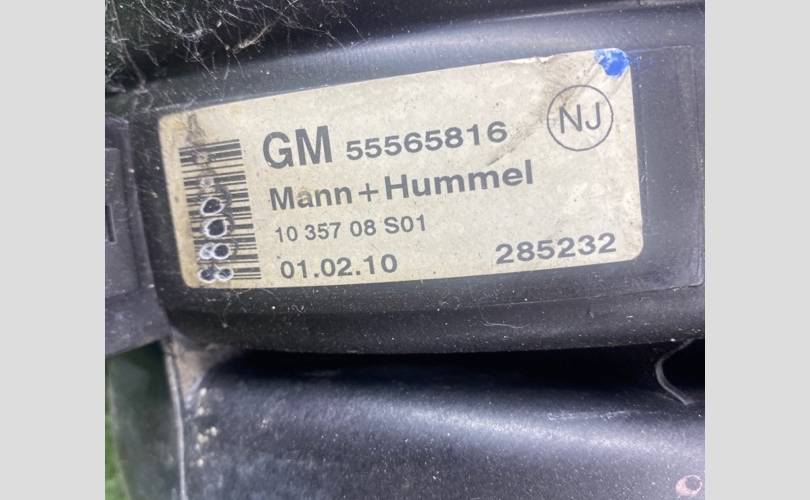 GM 55565816 NJ
Mann+Hummel
10 357 08 S01
01.02.10 285232